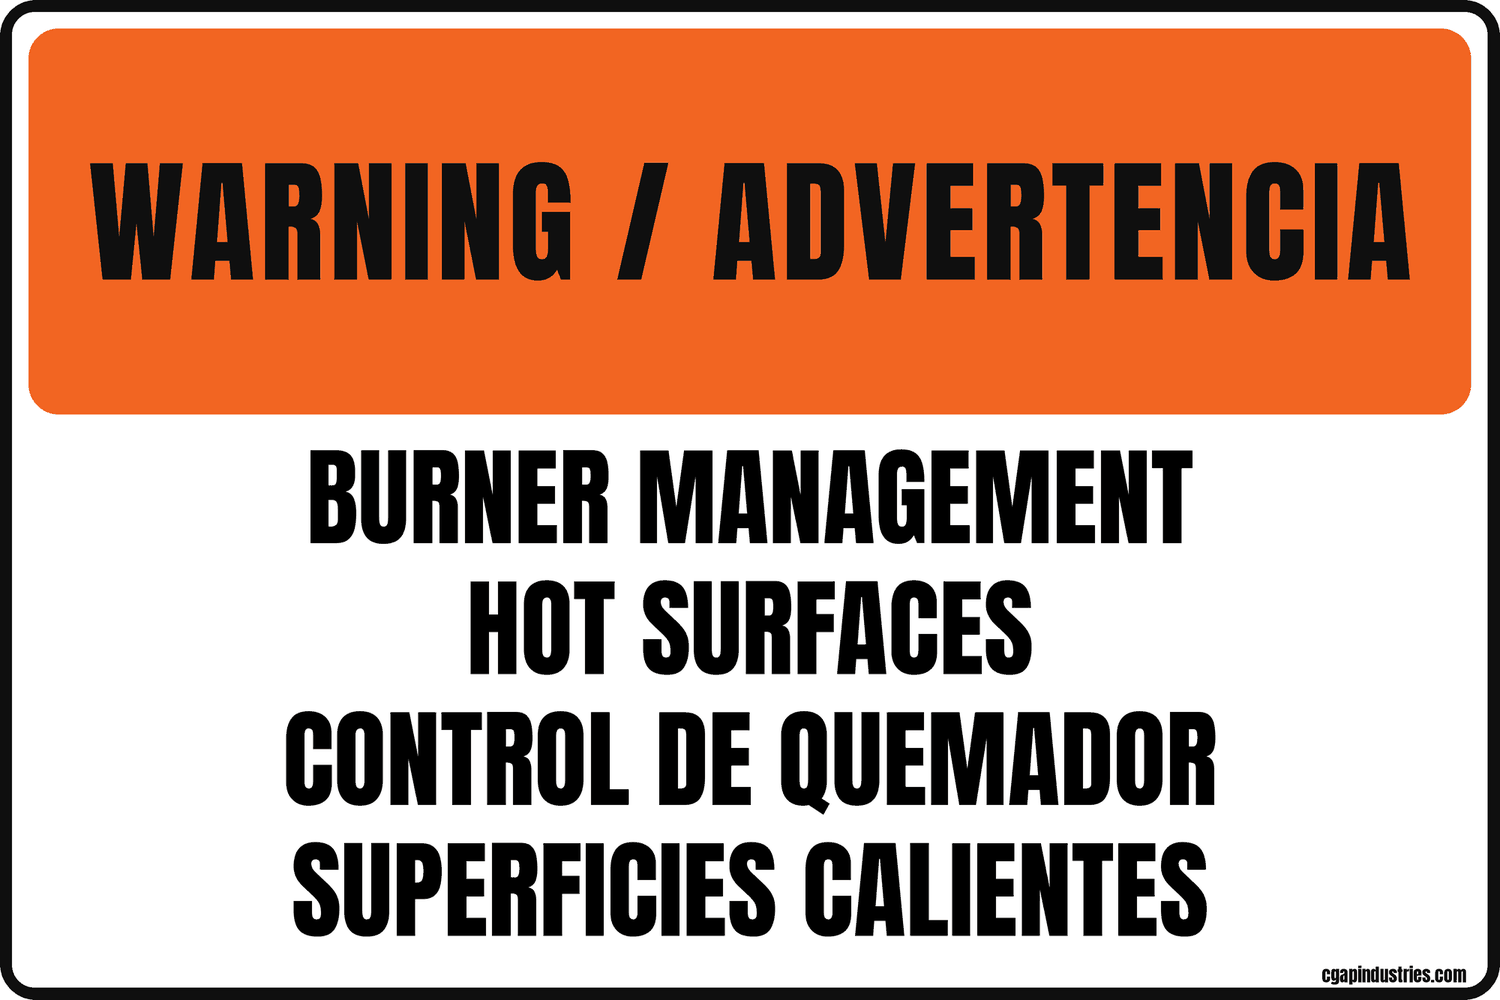 WARNING / ADVERTENCIA
BURNER MANAGEMENT
HOT SURFACES
CONTROL DE QUEMADOR
SUPERFICIES CALIENTES
cgapindustries.com